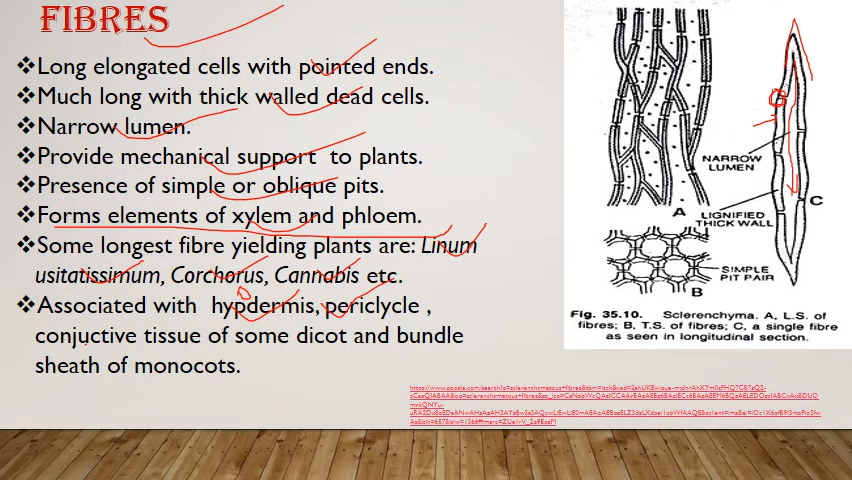 FIBRES
❖Long elongated cells with pointed ends.
❖Much long with thick walled dead cells.
❖Narrow lumen.
❖Provide mechanical support to plants.
❖Presence of simple or oblique pits.
❖Forms elements of xylem and phloem.
❖Some longest fibre yielding plants are: Linum
usitatissimum, Corchorus, Cannabis etc.
❖Associated with hypdermis, periclycle ,
conjuctive tissue of some dicot and bundle
sheath of monocots.
NARROW
LUMEN
A
C
LIGNIFIED
THICK WALL
SIMPLE
PIT PAIR
B
Fig. 35.10. Sclerenchyma. A, L.S. of
fibres; B, T.S. of fibres; C, a single fibre
as seen in longitudinal section.